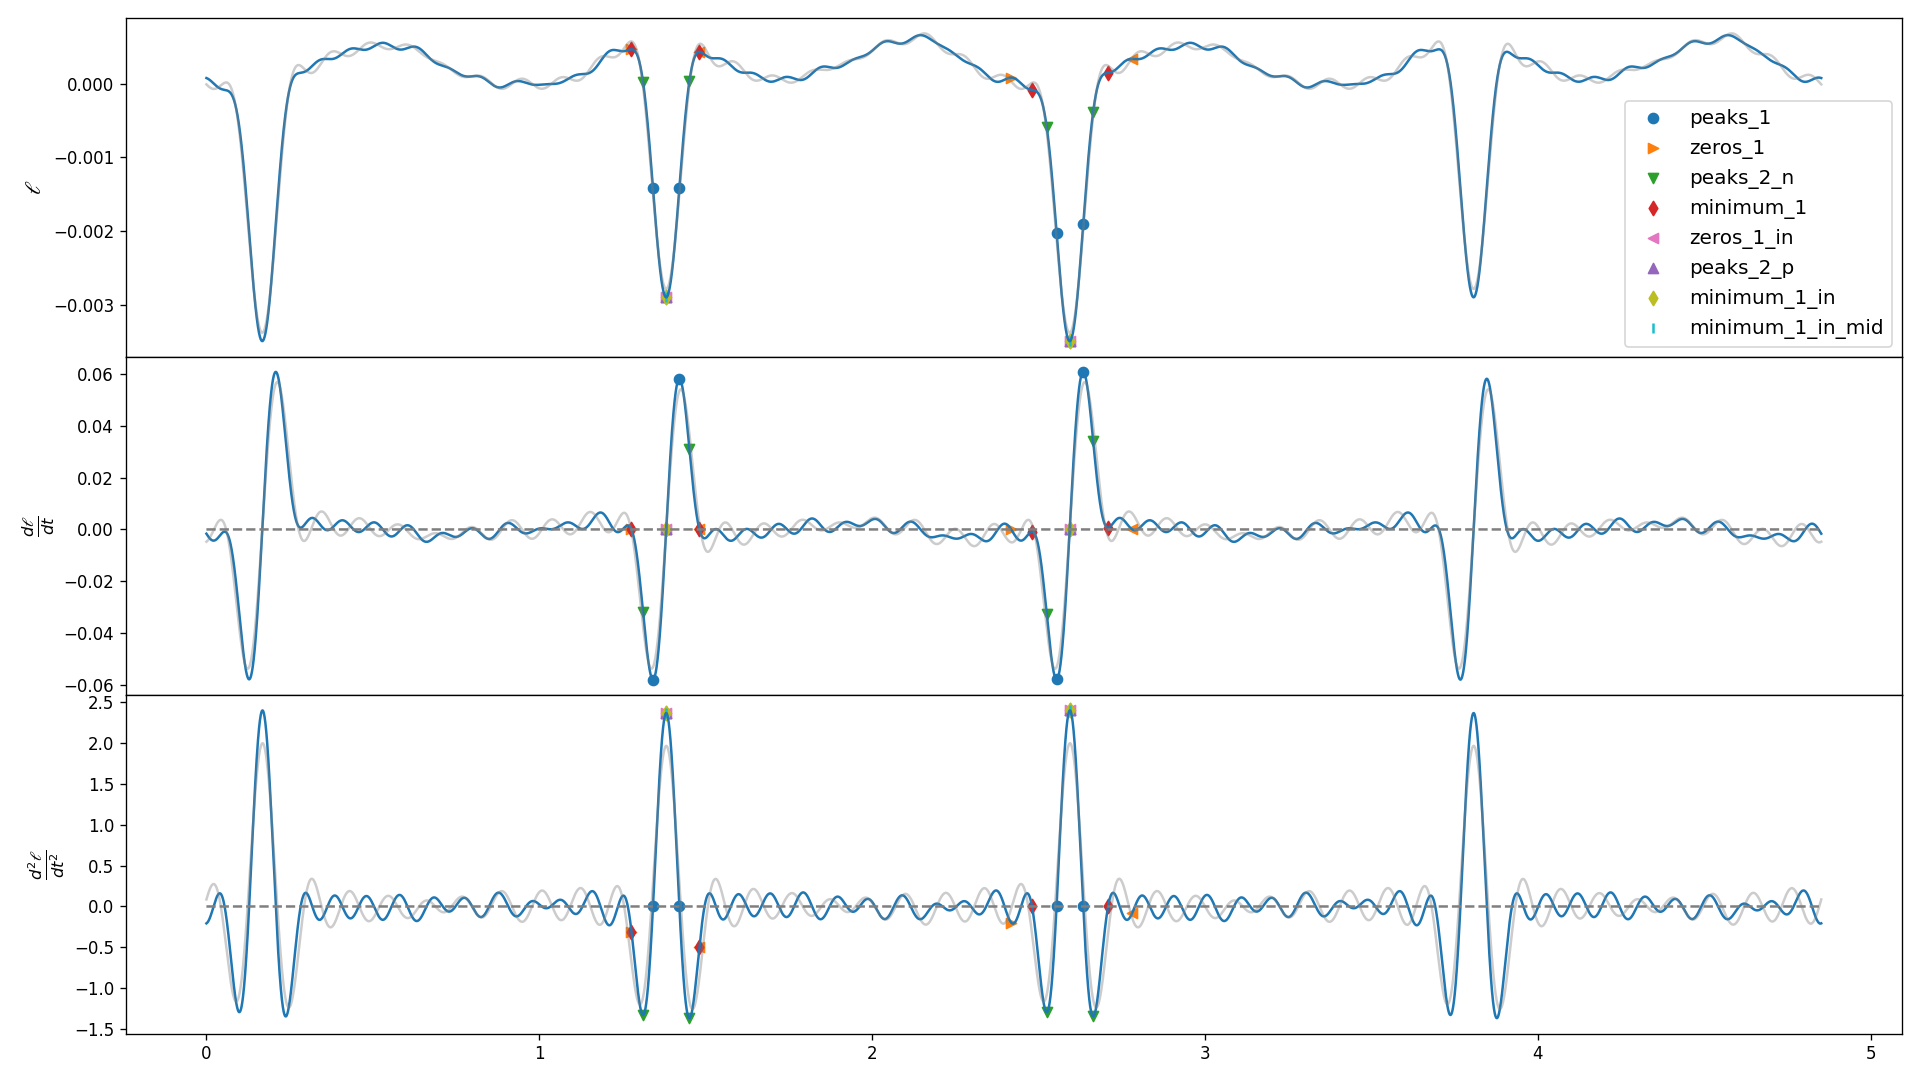 0.000
−0.001
−0.002
−0.003
ℓ
peaks_1
zeros_1
peaks_2_n
minimum_1
zeros_1_in
peaks_2_p
minimum_1_in
minimum_1_in_mid
0.06
0.04
0.02
0.00
−0.02
−0.04
−0.06
dℓ
dt
2.5
2.0
1.5
1.0
0.5
0.0
−0.5
−1.0
−1.5
d²ℓ
dt²
0 1 2 3 4 5